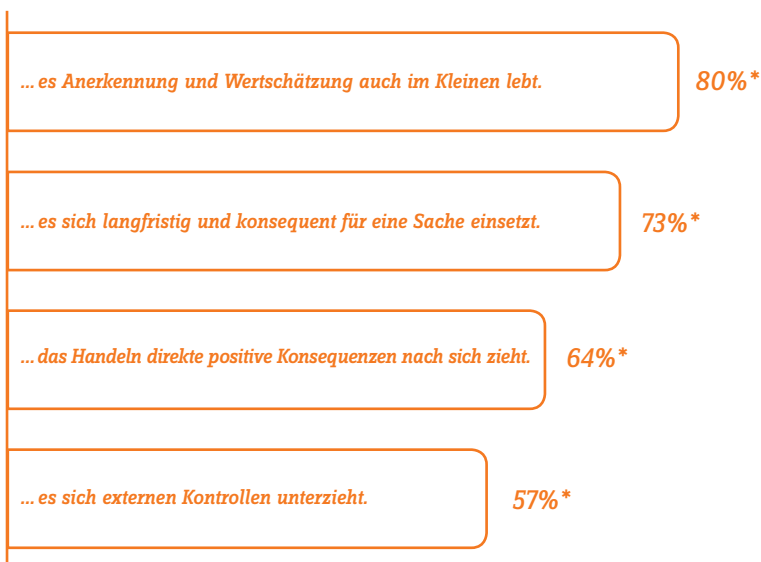 ... es Anerkennung und Wertschätzung auch im Kleinen lebt. 80%*
... es sich langfristig und konsequent für eine Sache einsetzt. 73%*
... das Handeln direkte positive Konsequenzen nach sich zieht. 64%*
... es sich externen Kontrollen unterzieht. 57%*